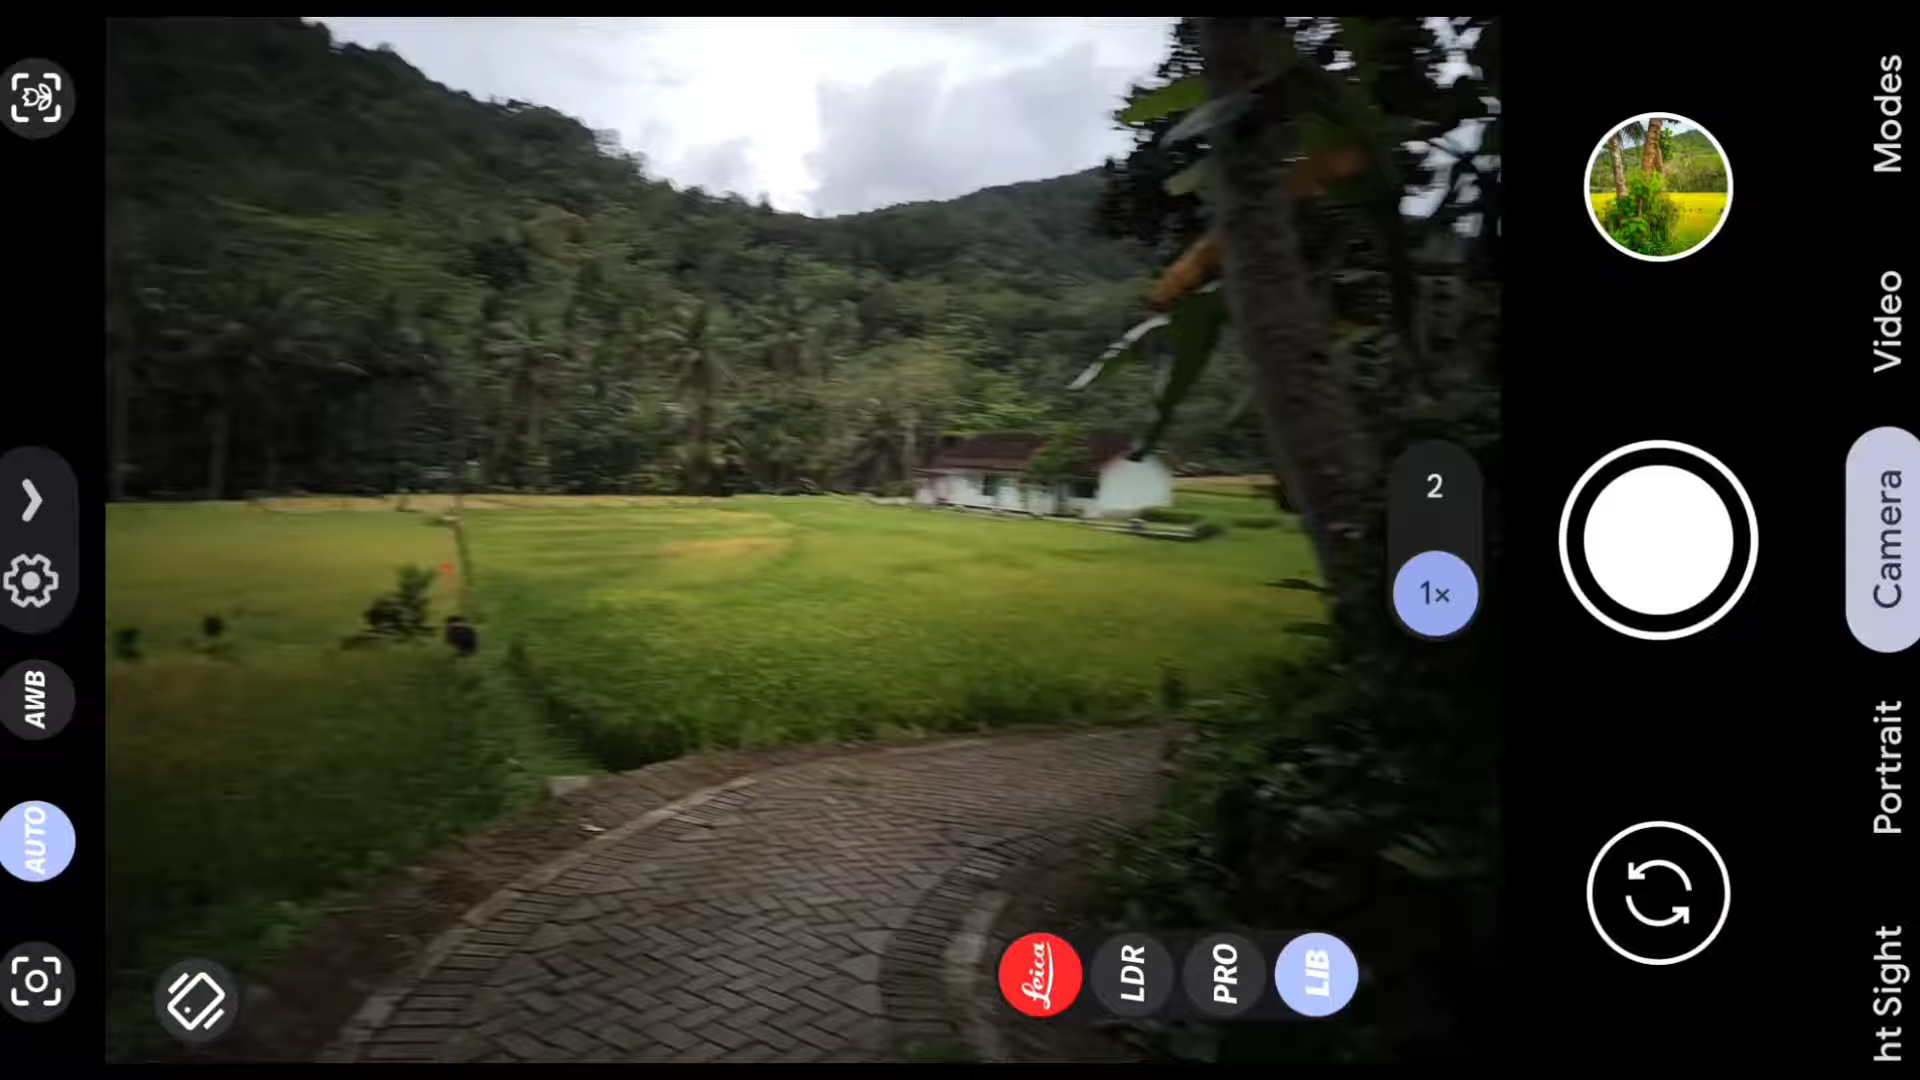 Modes
Video
Camera
Portrait
ht Sight
2
1×
AWB
AUTO
Leica
LDR
PRO
LIB